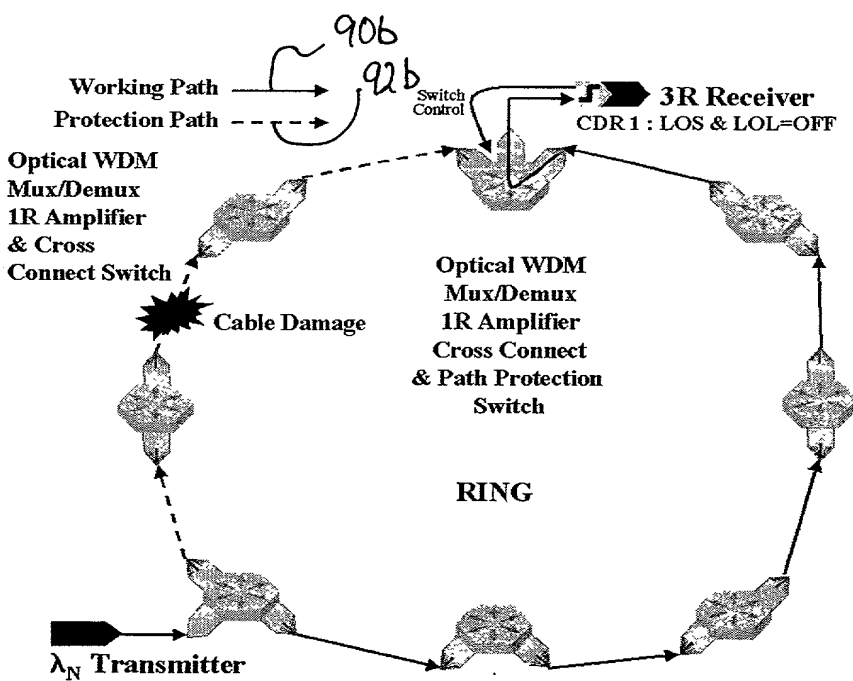 90b
Working Path
92b
Protection Path
Switch
Control
3R Receiver
CDR 1 : LOS & LOL=OFF
Optical WDM
Mux/Demux
1R Amplifier
& Cross
Connect Switch
Cable Damage
Optical WDM
Mux/Demux
1R Amplifier
Cross Connect
& Path Protection
Switch
RING
λN Transmitter